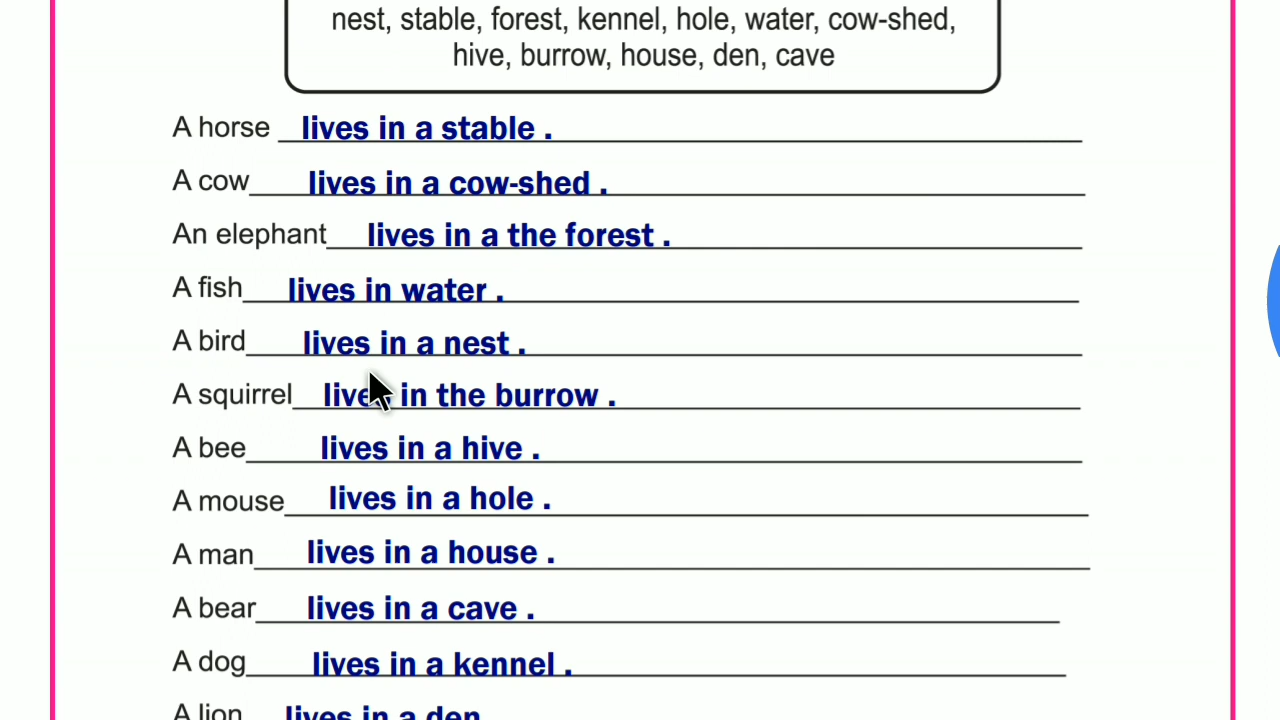 nest, stable, forest, kennel, hole, water, cow-shed,
hive, burrow, house, den, cave
A horse lives in a stable .
A cow lives in a cow-shed .
An elephant lives in a the forest .
A fish lives in water .
A bird lives in a nest .
A squirrel lives in the burrow .
A bee lives in a hive .
A mouse lives in a hole .
A man lives in a house .
A bear lives in a cave .
A dog lives in a kennel .
A lion lives in a den